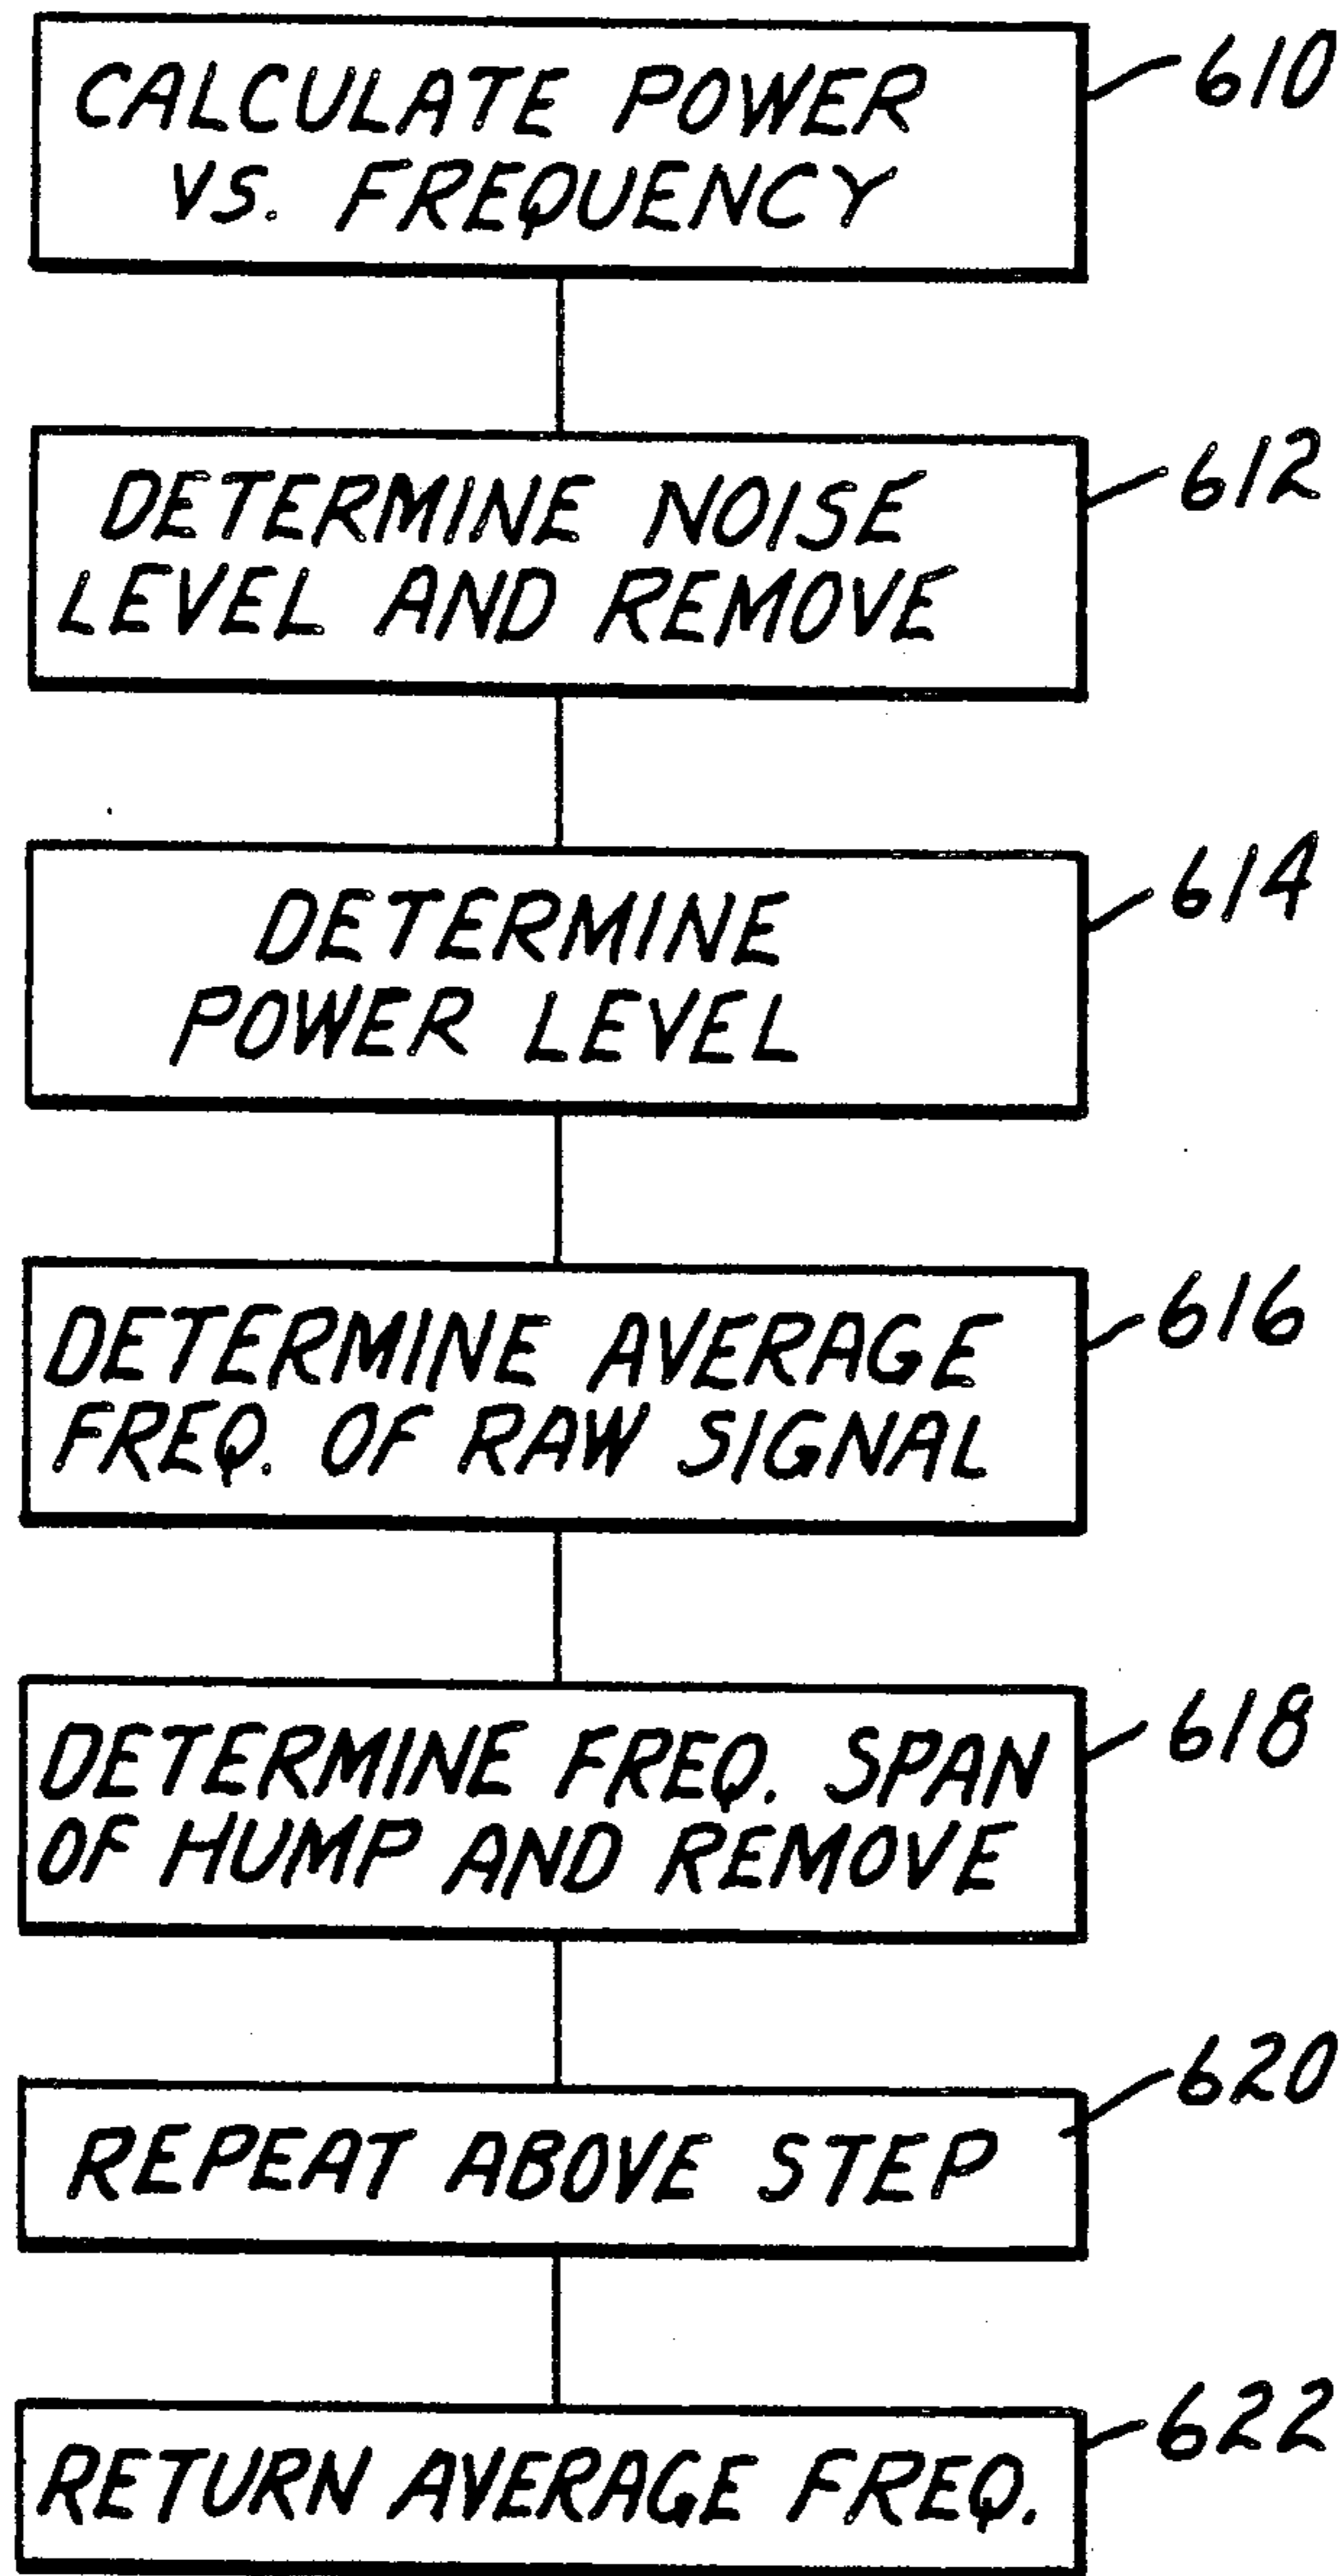 CALCULATE POWER
VS. FREQUENCY
610
DETERMINE NOISE
LEVEL AND REMOVE
612
DETERMINE
POWER LEVEL
614
DETERMINE AVERAGE
FREQ. OF RAW SIGNAL
616
DETERMINE FREQ. SPAN
OF HUMP AND REMOVE
618
REPEAT ABOVE STEP
620
RETURN AVERAGE FREQ.
622